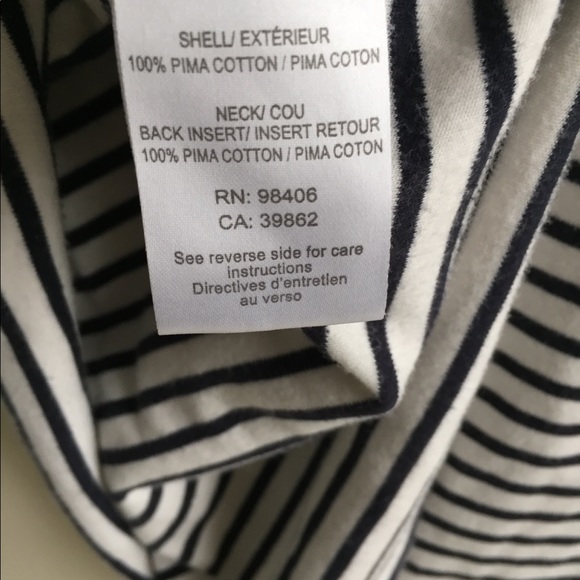 SHELL/ EXTÉRIEUR
100% PIMA COTTON / PIMA COTON
NECK/ COU
BACK INSERT/ INSERT RETOUR
100% PIMA COTTON / PIMA COTON
RN: 98406
CA: 39862
See reverse side for care
instructions
Directives d'entretien
au verso